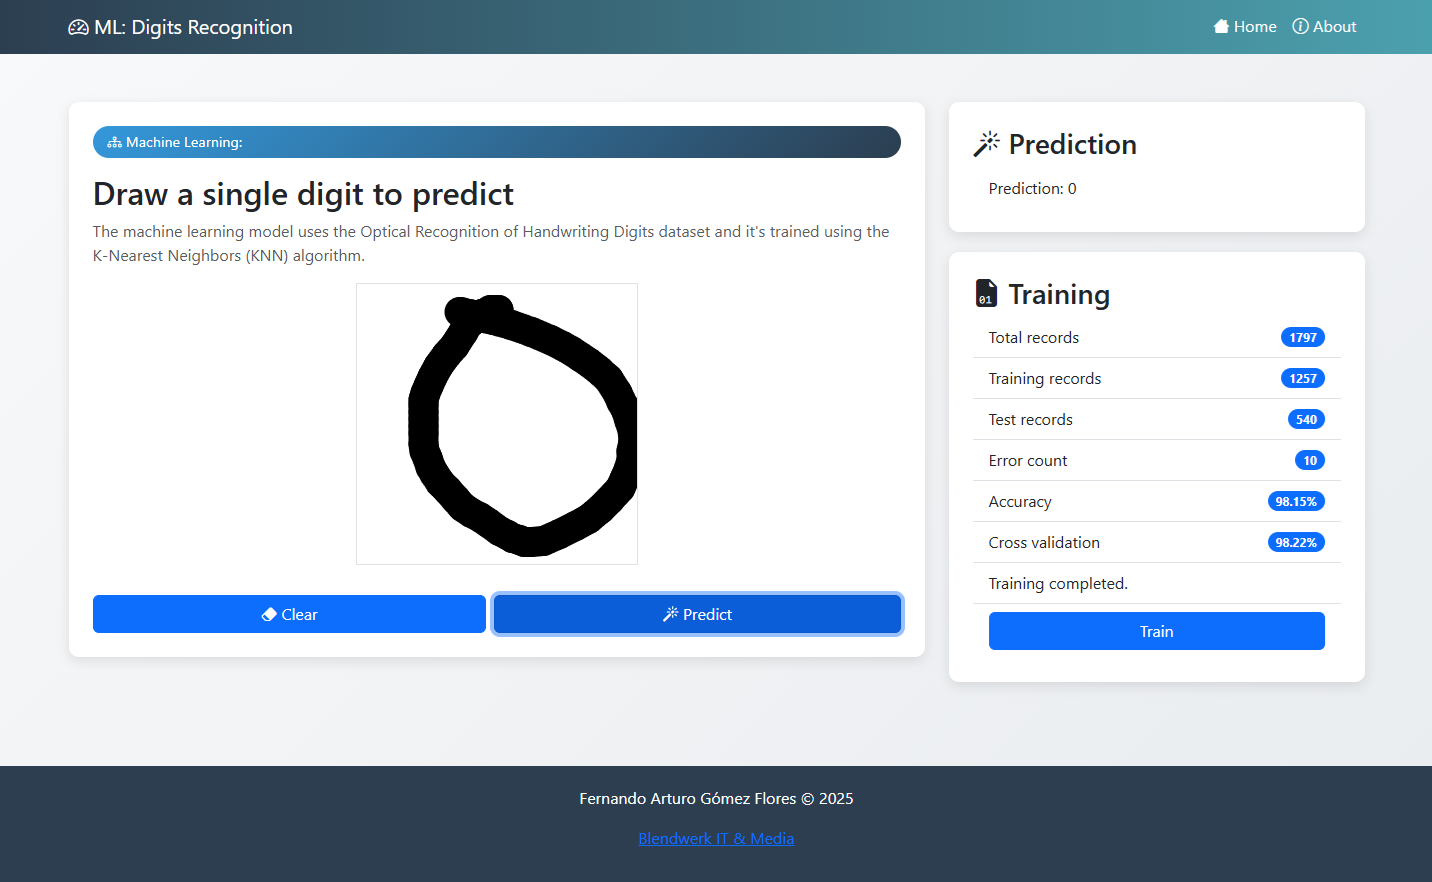 ML: Digits Recognition
Home
About
Machine Learning:
Draw a single digit to predict
The machine learning model uses the Optical Recognition of Handwriting Digits dataset and it's trained using the
K-Nearest Neighbors (KNN) algorithm.
Clear
Predict
Prediction
Prediction: 0
01
Training
Total records 1797
Training records 1257
Test records 540
Error count 10
Accuracy 98.15%
Cross validation 98.22%
Training completed.
Train
Fernando Arturo Gómez Flores © 2025
Blendwerk IT & Media